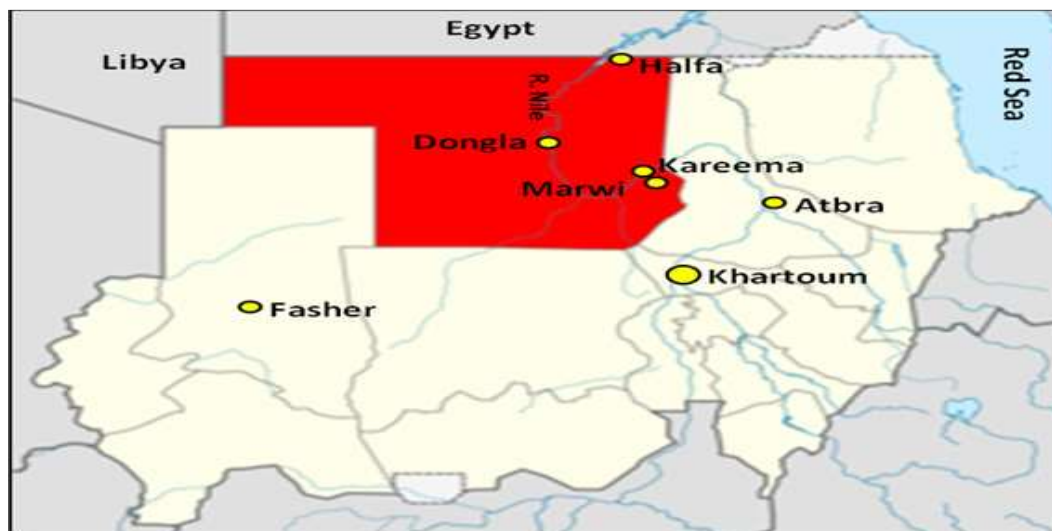 Egypt
Libya
Red Sea
Halfa
R. Nile
Dongla
Kareema
Marwi
Atbra
Khartoum
Fasher